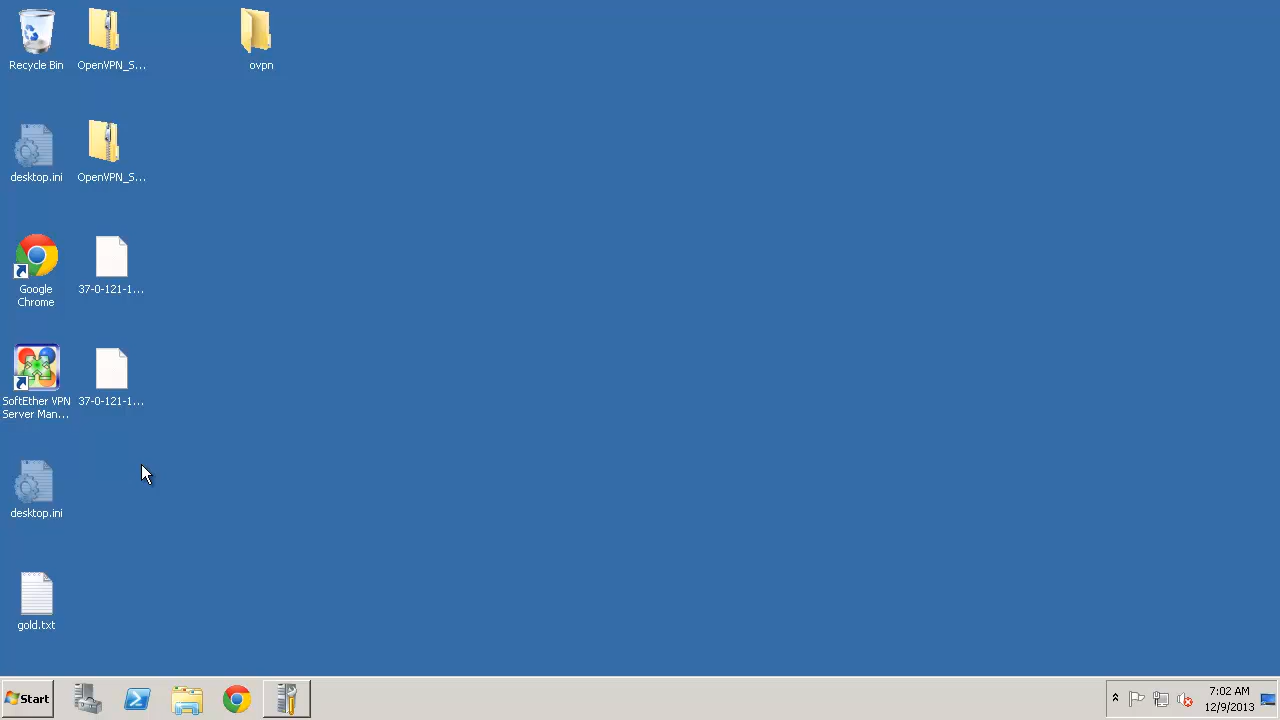 Recycle Bin
OpenVPN_S...
ovpn
desktop.ini
OpenVPN_S...
Google
Chrome
37-0-121-1...
SoftEther VPN
Server Man...
37-0-121-1...
desktop.ini
gold.txt
Start
7:02 AM
12/9/2013